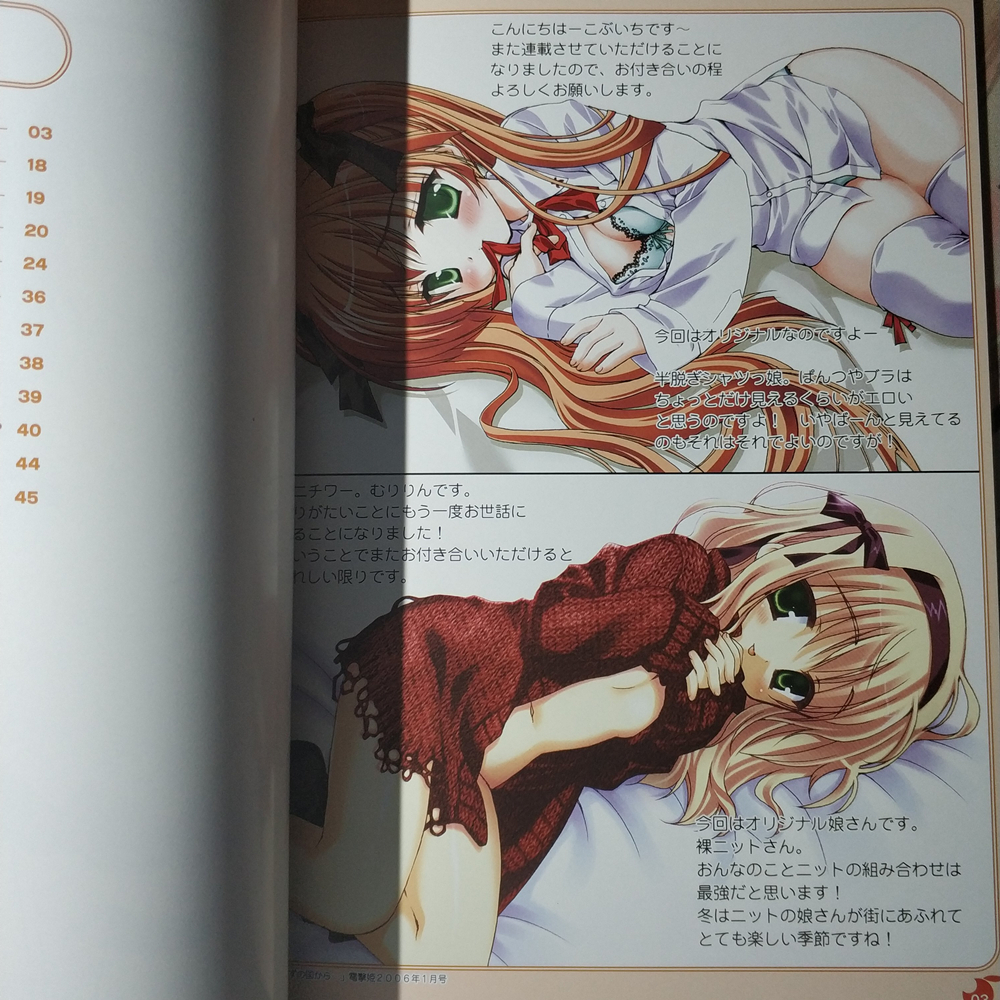 03
18
19
20
24
36
37
38
39
40
44
45
こんにちはーこぶいちです～
また連載させていただけることに
なりましたので、お付き合いの程
よろしくお願いします。
今回はオリジナルなのですよー
半脱ぎシャツっ娘。ぱんつやブラは
ちょっとだけ見えるくらいがエロい
と思うのですよ！　いやばーんと見えてる
のもそれはそれでよいのですが！
ニチワー。むりりんです。
りがたいことにもう一度お世話に
ることになりました！
いうことでまたお付き合いいただけると
れしい限りです。
今回はオリジナル娘さんです。
裸ニットさん。
おんなのことニットの組み合わせは
最強だと思います！
冬はニットの娘さんが街にあふれて
とても楽しい季節ですね！
から 」電撃姫2006年1月号
03